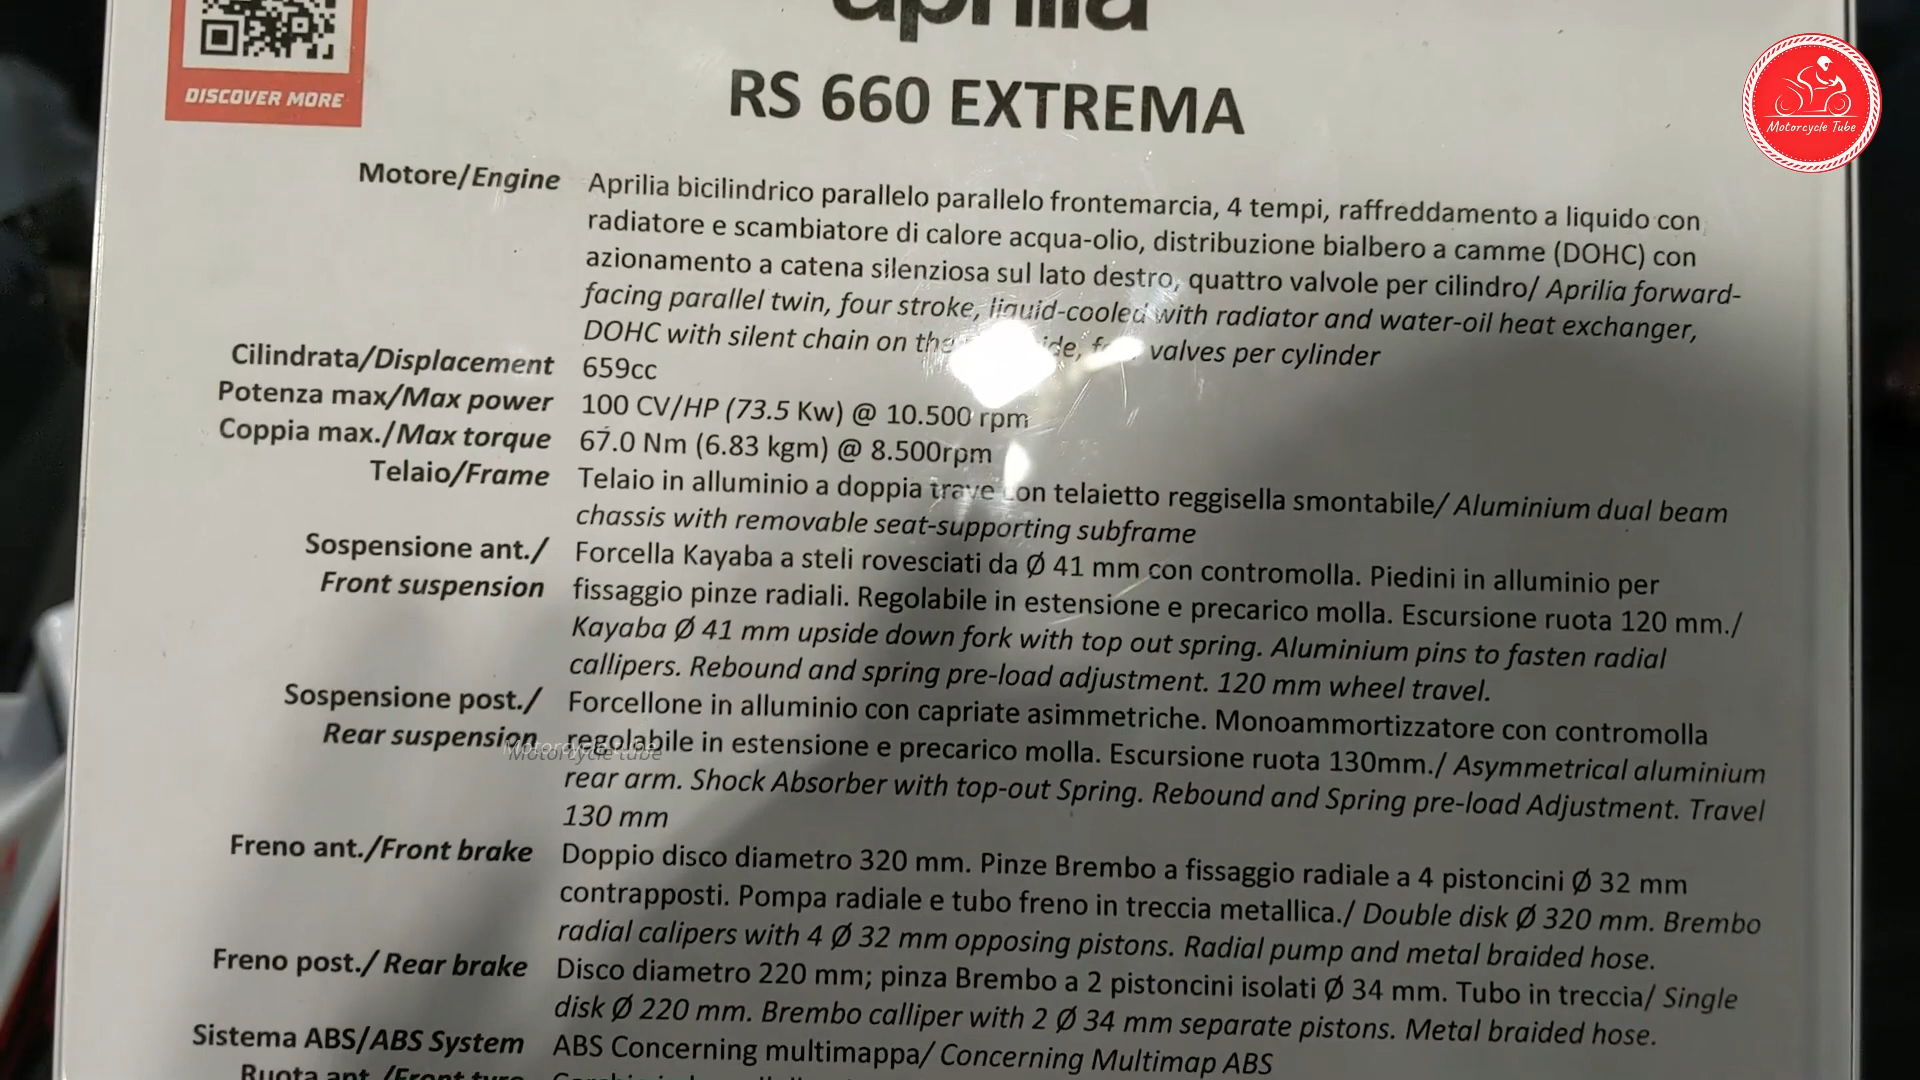 aprilia
DISCOVER MORE
RS 660 EXTREMA
Motorcycle Tube
Motore/Engine Aprilia bicilindrico parallelo parallelo frontemarcia, 4 tempi, raffreddamento a liquido con
radiatore e scambiatore di calore acqua-olio, distribuzione bialbero a camme (DOHC) con
azionamento a catena silenziosa sul lato destro, quattro valvole per cilindro/ Aprilia forward-
facing parallel twin, four stroke, liquid-cooled with radiator and water-oil heat exchanger,
DOHC with silent chain on the valves per cylinder
Cilindrata/Displacement 659cc
Potenza max/Max power 100 CV/HP (73.5 Kw) @ 10.500 rpm
Coppia max./Max torque 67.0 Nm (6.83 kgm) @ 8.500rpm
Telaio/Frame Telaio in alluminio a doppia trave con telaietto reggisella smontabile/ Aluminium dual beam
chassis with removable seat-supporting subframe
Sospensione ant./ Forcella Kayaba a steli rovesciati da Ø 41 mm con contromolla. Piedini in alluminio per
Front suspension fissaggio pinze radiali. Regolabile in estensione e precarico molla. Escursione ruota 120 mm./
Kayaba Ø 41 mm upside down fork with top out spring. Aluminium pins to fasten radial
callipers. Rebound and spring pre-load adjustment. 120 mm wheel travel.
Sospensione post./ Forcellone in alluminio con capriate asimmetriche. Monoammortizzatore con contromolla
Rear suspension regolabile in estensione e precarico molla. Escursione ruota 130mm./ Asymmetrical aluminium
Motorcycle tube
rear arm. Shock Absorber with top-out Spring. Rebound and Spring pre-load Adjustment. Travel
130 mm
Freno ant./Front brake Doppio disco diametro 320 mm. Pinze Brembo a fissaggio radiale a 4 pistoncini Ø 32 mm
contrapposti. Pompa radiale e tubo freno in treccia metallica./ Double disk Ø 320 mm. Brembo
radial calipers with 4 Ø 32 mm opposing pistons. Radial pump and metal braided hose.
Freno post./ Rear brake Disco diametro 220 mm; pinza Brembo a 2 pistoncini isolati Ø 34 mm. Tubo in treccia/ Single
disk Ø 220 mm. Brembo calliper with 2 Ø 34 mm separate pistons. Metal braided hose.
Sistema ABS/ABS System ABS Concerning multimappa/ Concerning Multimap ABS
Ruota ant./Front tyre